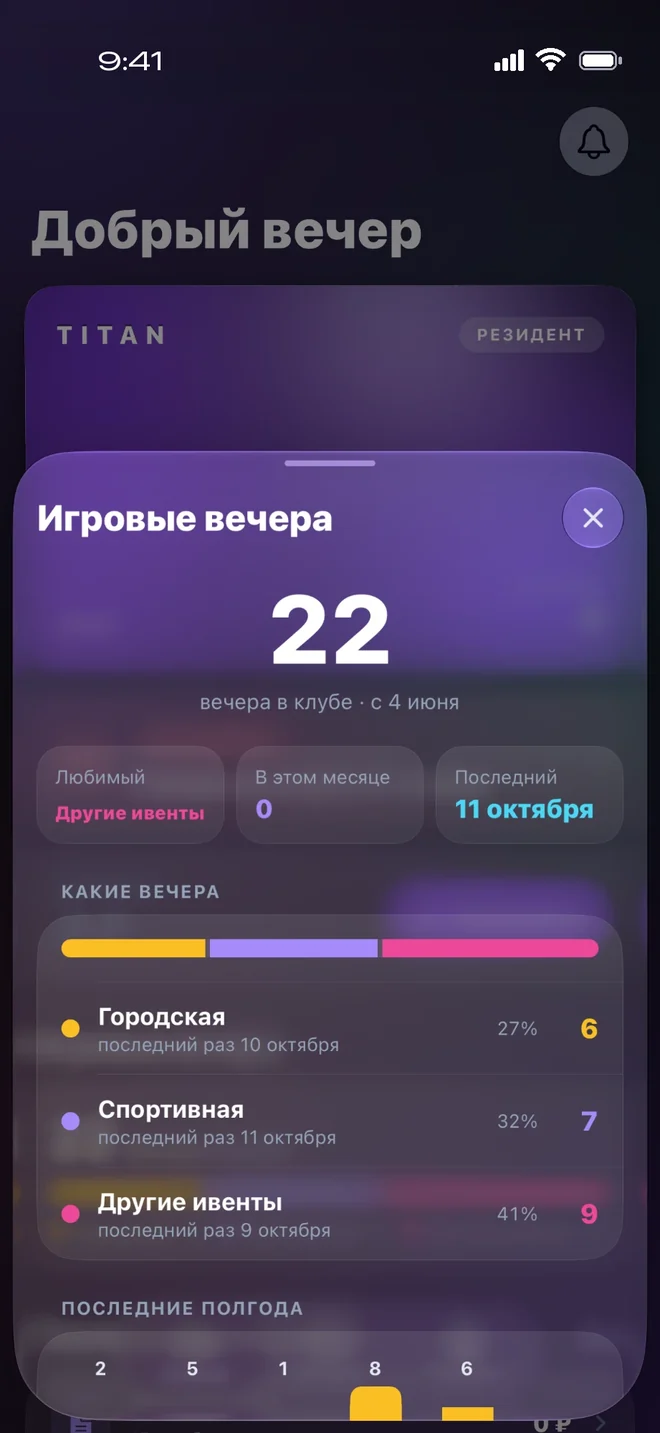 9:41
Добрый вечер
TITAN
РЕЗИДЕНТ
Игровые вечера
22
вечера в клубе · с 4 июня
Любимый
Другие ивенты
В этом месяце
0
Последний
11 октября
КАКИЕ ВЕЧЕРА
Городская
последний раз 10 октября
27%
6
Спортивная
последний раз 11 октября
32%
7
Другие ивенты
последний раз 9 октября
41%
9
ПОСЛЕДНИЕ ПОЛГОДА
2 5 1 8 6
0 ₽